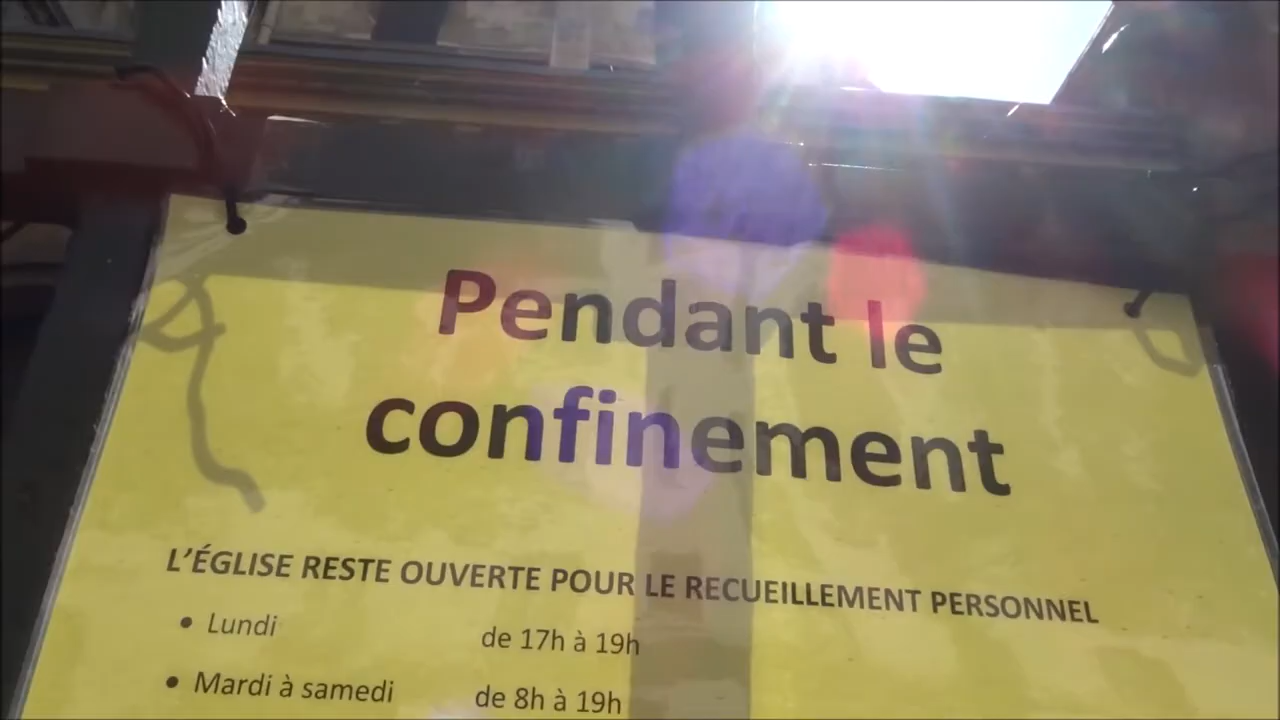 Pendant le
confinement
L'ÉGLISE RESTE OUVERTE POUR LE RECUEILLEMENT PERSONNEL
• Lundi de 17h à 19h
• Mardi à samedi de 8h à 19h